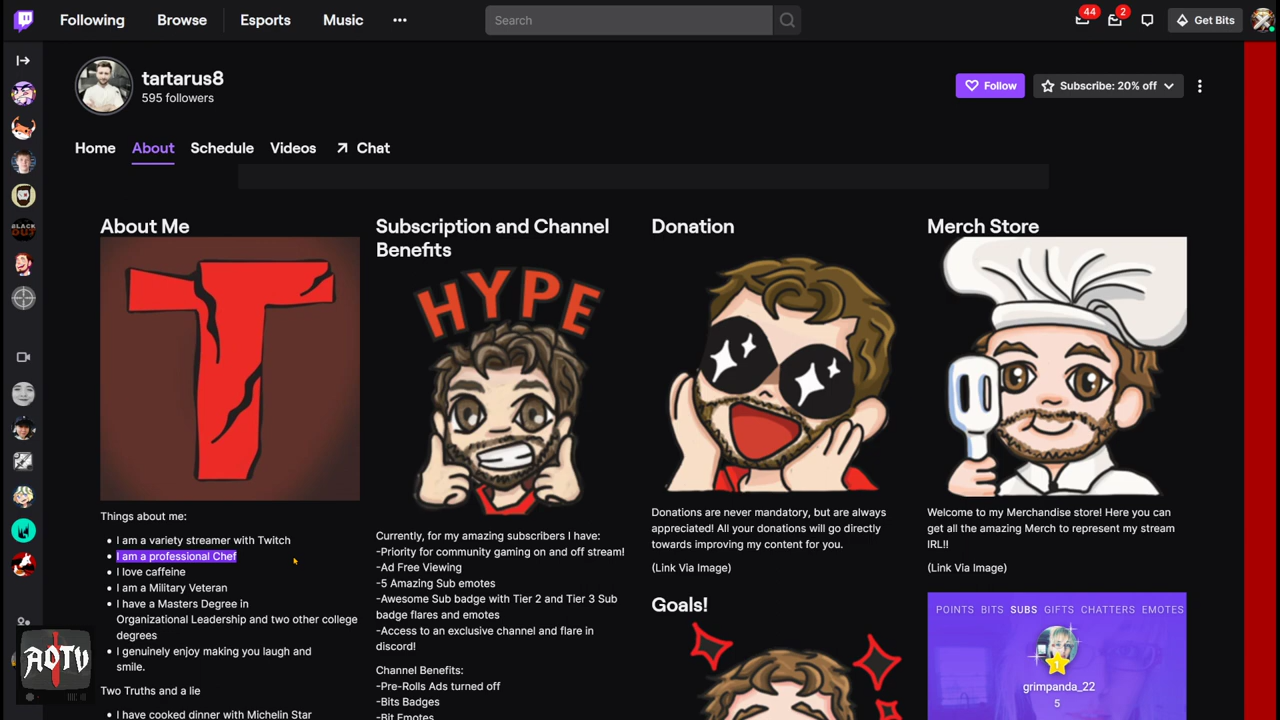 Following Browse Esports Music Search 44 2 Get Bits
tartarus8
595 followers
Follow Subscribe: 20% off
Home About Schedule Videos Chat
About Me
T
Things about me:
I am a variety streamer with Twitch
I am a professional Chef
I love caffeine
I am a Military Veteran
I have a Masters Degree in
Organizational Leadership and two other college
degrees
I genuinely enjoy making you laugh and
smile.
Two Truths and a lie
I have cooked dinner with Michelin Star
Subscription and Channel
Benefits
HYPE
Currently, for my amazing subscribers I have:
-Priority for community gaming on and off stream!
-Ad Free Viewing
-5 Amazing Sub emotes
-Awesome Sub badge with Tier 2 and Tier 3 Sub
badge flares and emotes
-Access to an exclusive channel and flare in
discord!
Channel Benefits:
-Pre-Rolls Ads turned off
-Bits Badges
-Bit Emotes
Donation
Donations are never mandatory, but are always
appreciated! All your donations will go directly
towards improving my content for you.
(Link Via Image)
Goals!
Merch Store
Welcome to my Merchandise store! Here you can
get all the amazing Merch to represent my stream
IRL!!
(Link Via Image)
POINTS BITS SUBS GIFTS CHATTERS EMOTES
1
grimpanda_22
5
BLACK
OUT
AOTV